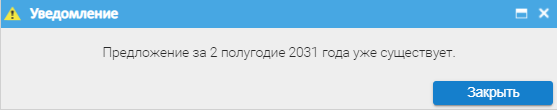 Уведомление
Предложение за 2 полугодие 2031 года уже существует.
Закрыть